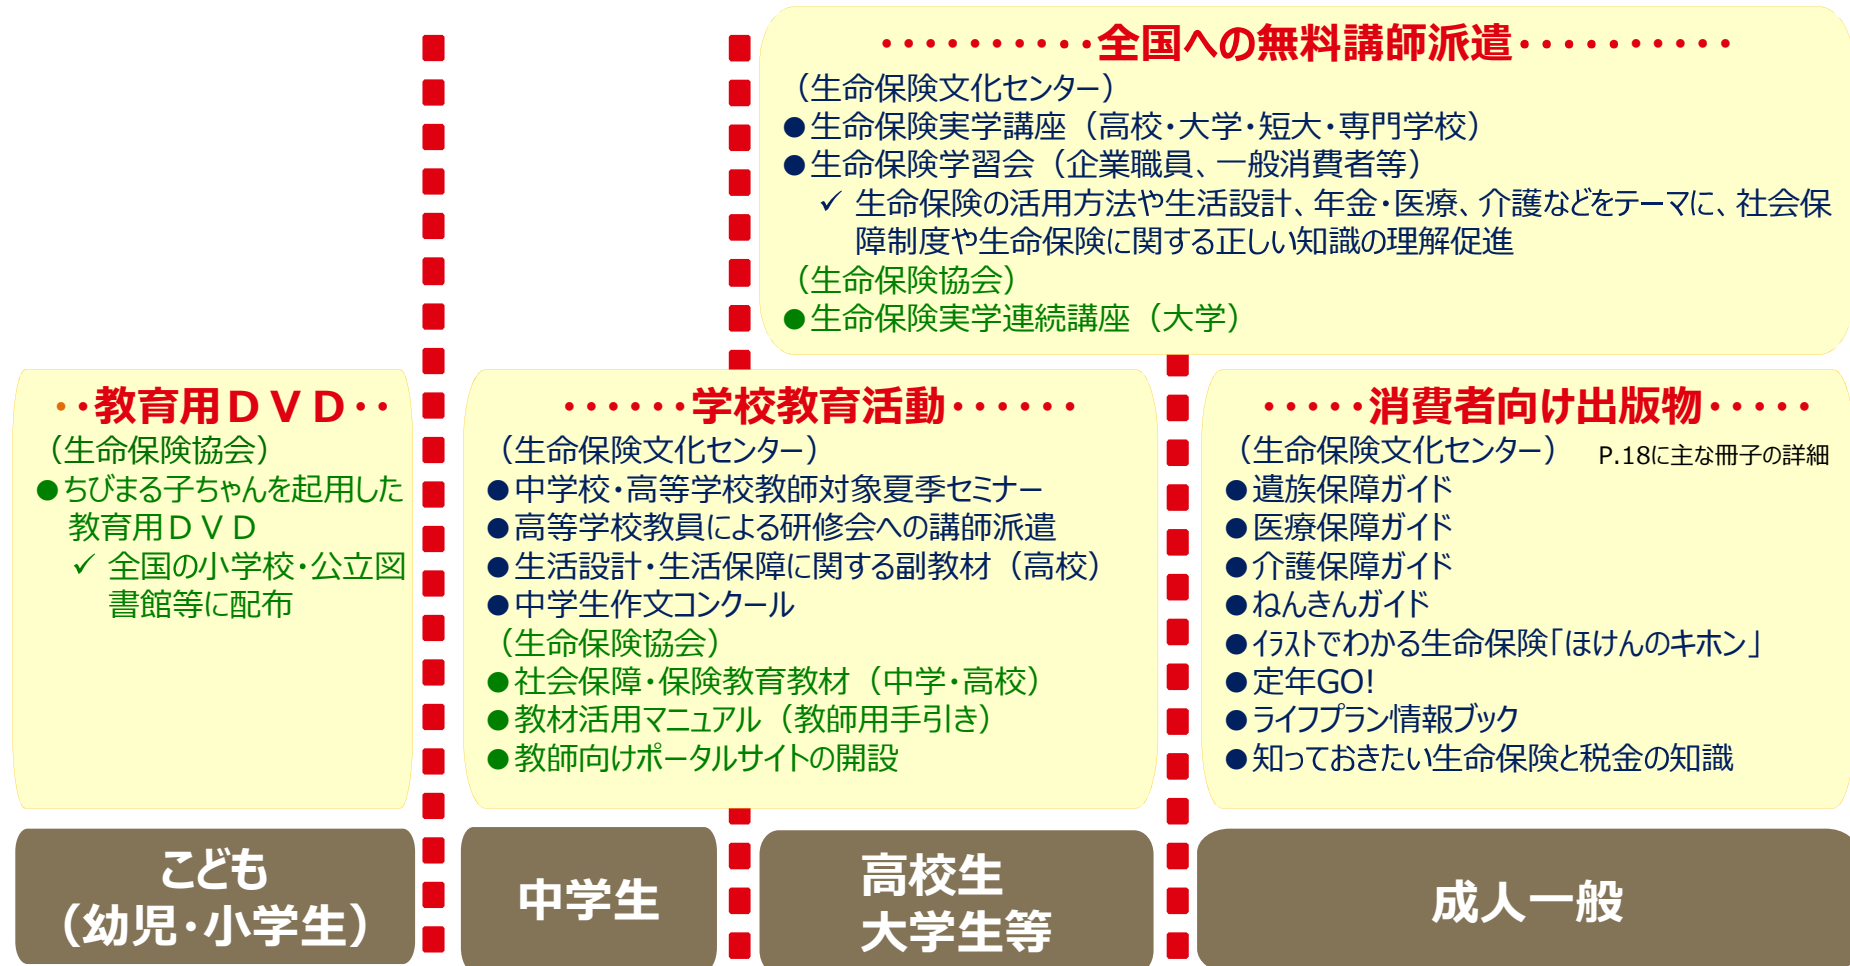 ··········全国への無料講師派遣··········
（生命保険文化センター）
●生命保険実学講座（高校・大学・短大・専門学校）
●生命保険学習会（企業職員、一般消費者等）
✓ 生命保険の活用方法や生活設計、年金・医療、介護などをテーマに、社会保
障制度や生命保険に関する正しい知識の理解促進
（生命保険協会）
●生命保険実学連続講座（大学）
··教育用ＤＶＤ··
（生命保険協会）
●ちびまる子ちゃんを起用した
教育用ＤＶＤ
✓ 全国の小学校・公立図
書館等に配布
······学校教育活動······
（生命保険文化センター）
●中学校・高等学校教師対象夏季セミナー
●高等学校教員による研修会への講師派遣
●生活設計・生活保障に関する副教材（高校）
●中学生作文コンクール
（生命保険協会）
●社会保障・保険教育教材（中学・高校）
●教材活用マニュアル（教師用手引き）
●教師向けポータルサイトの開設
·····消費者向け出版物·····
（生命保険文化センター） P.18に主な冊子の詳細
●遺族保障ガイド
●医療保障ガイド
●介護保障ガイド
●ねんきんガイド
●イラストでわかる生命保険「ほけんのキホン」
●定年GO!
●ライフプラン情報ブック
●知っておきたい生命保険と税金の知識
こども
（幼児・小学生）
中学生
高校生
大学生等
成人一般